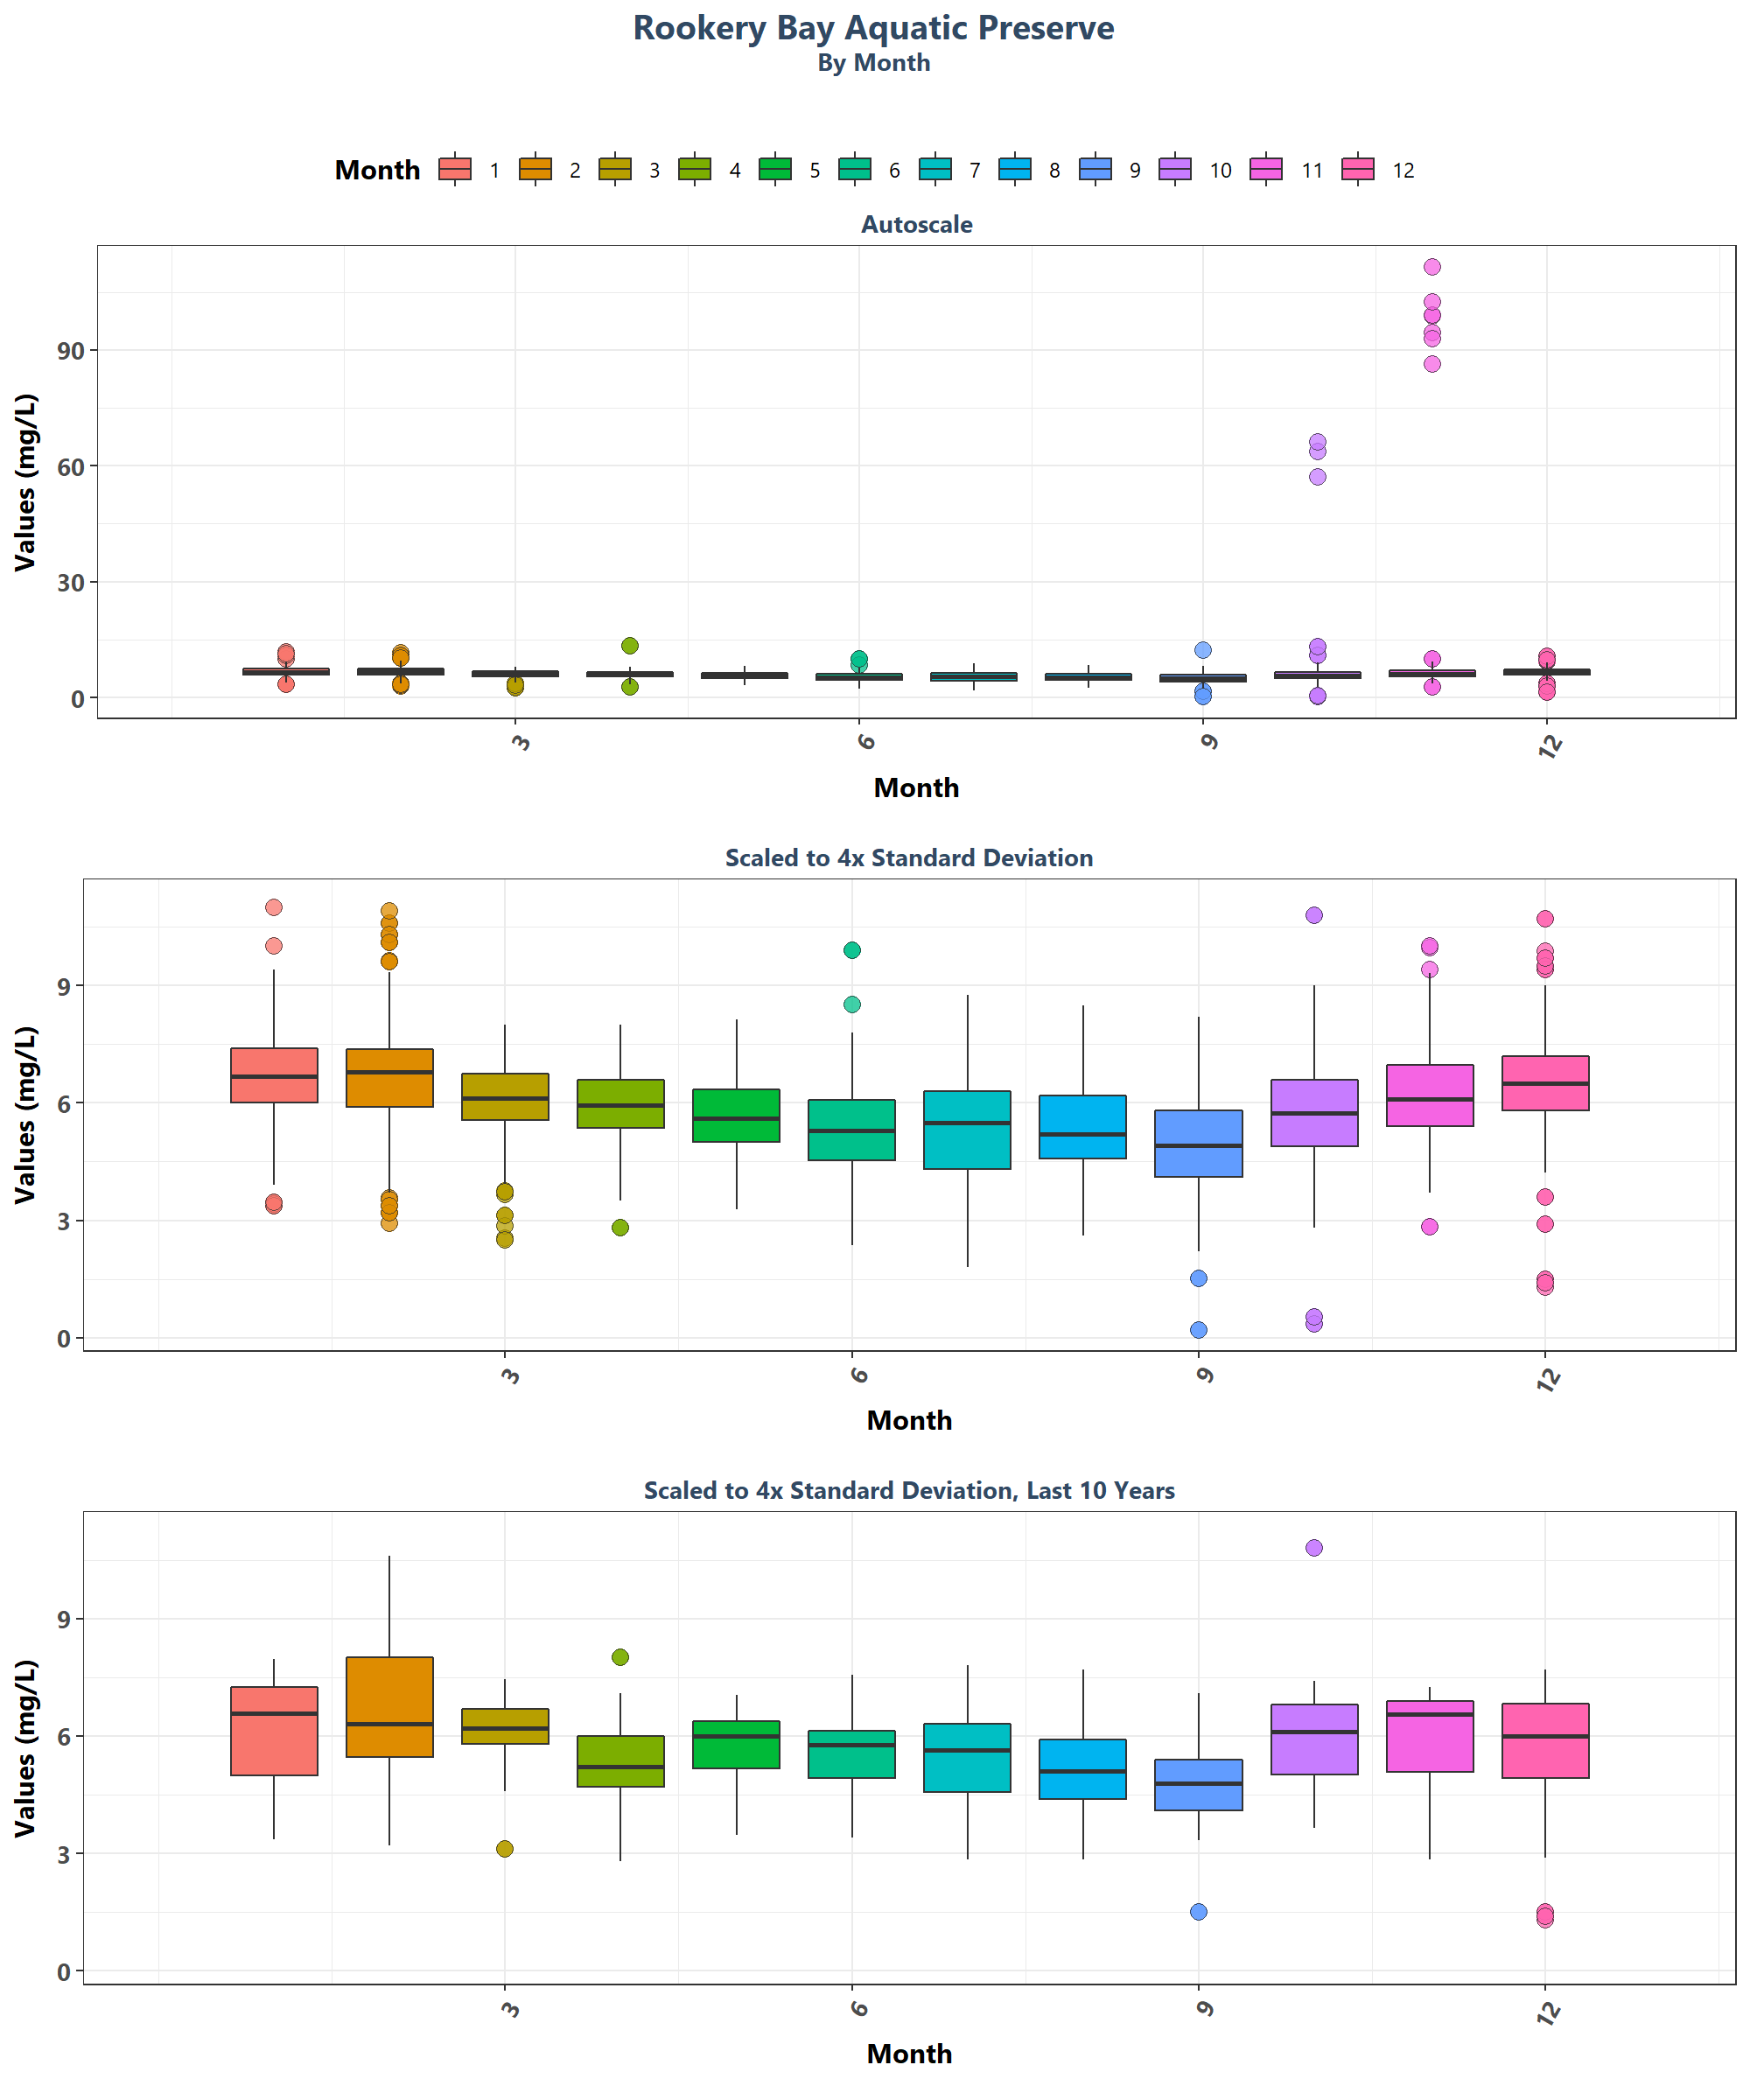 Rookery Bay Aquatic Preserve
By Month
Month 1 2 3 4 5 6 7 8 9 10 11 12
Autoscale
Values (mg/L)
90
60
30
0
3 6 9 12
Month
Scaled to 4x Standard Deviation
Values (mg/L)
9
6
3
0
3 6 9 12
Month
Scaled to 4x Standard Deviation, Last 10 Years
Values (mg/L)
9
6
3
0
3 6 9 12
Month